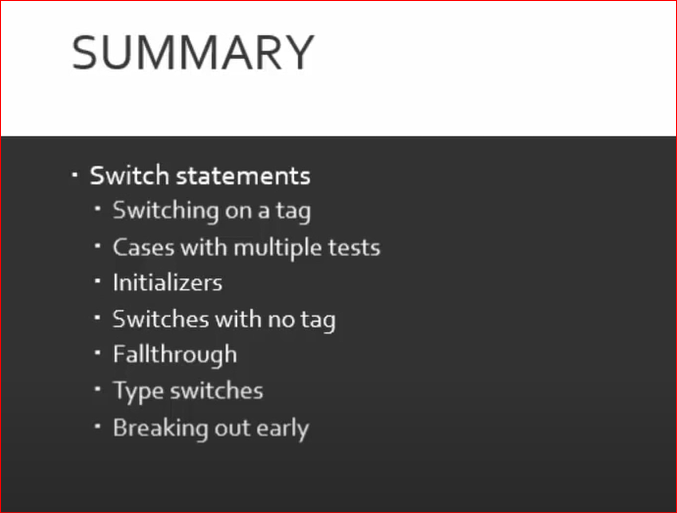 SUMMARY
▪ Switch statements
▪ Switching on a tag
▪ Cases with multiple tests
▪ Initializers
▪ Switches with no tag
▪ Fallthrough
▪ Type switches
▪ Breaking out early